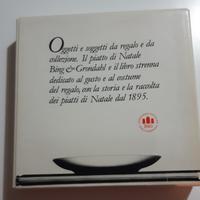 Oggetti e soggetti da regalo e da
collezione. Il piatto di Natale
Bing & Grøndahl e il libro strenna
dedicato al gusto e al costume
del regalo, con la storia e la raccolta
dei piatti di Natale dal 1895.